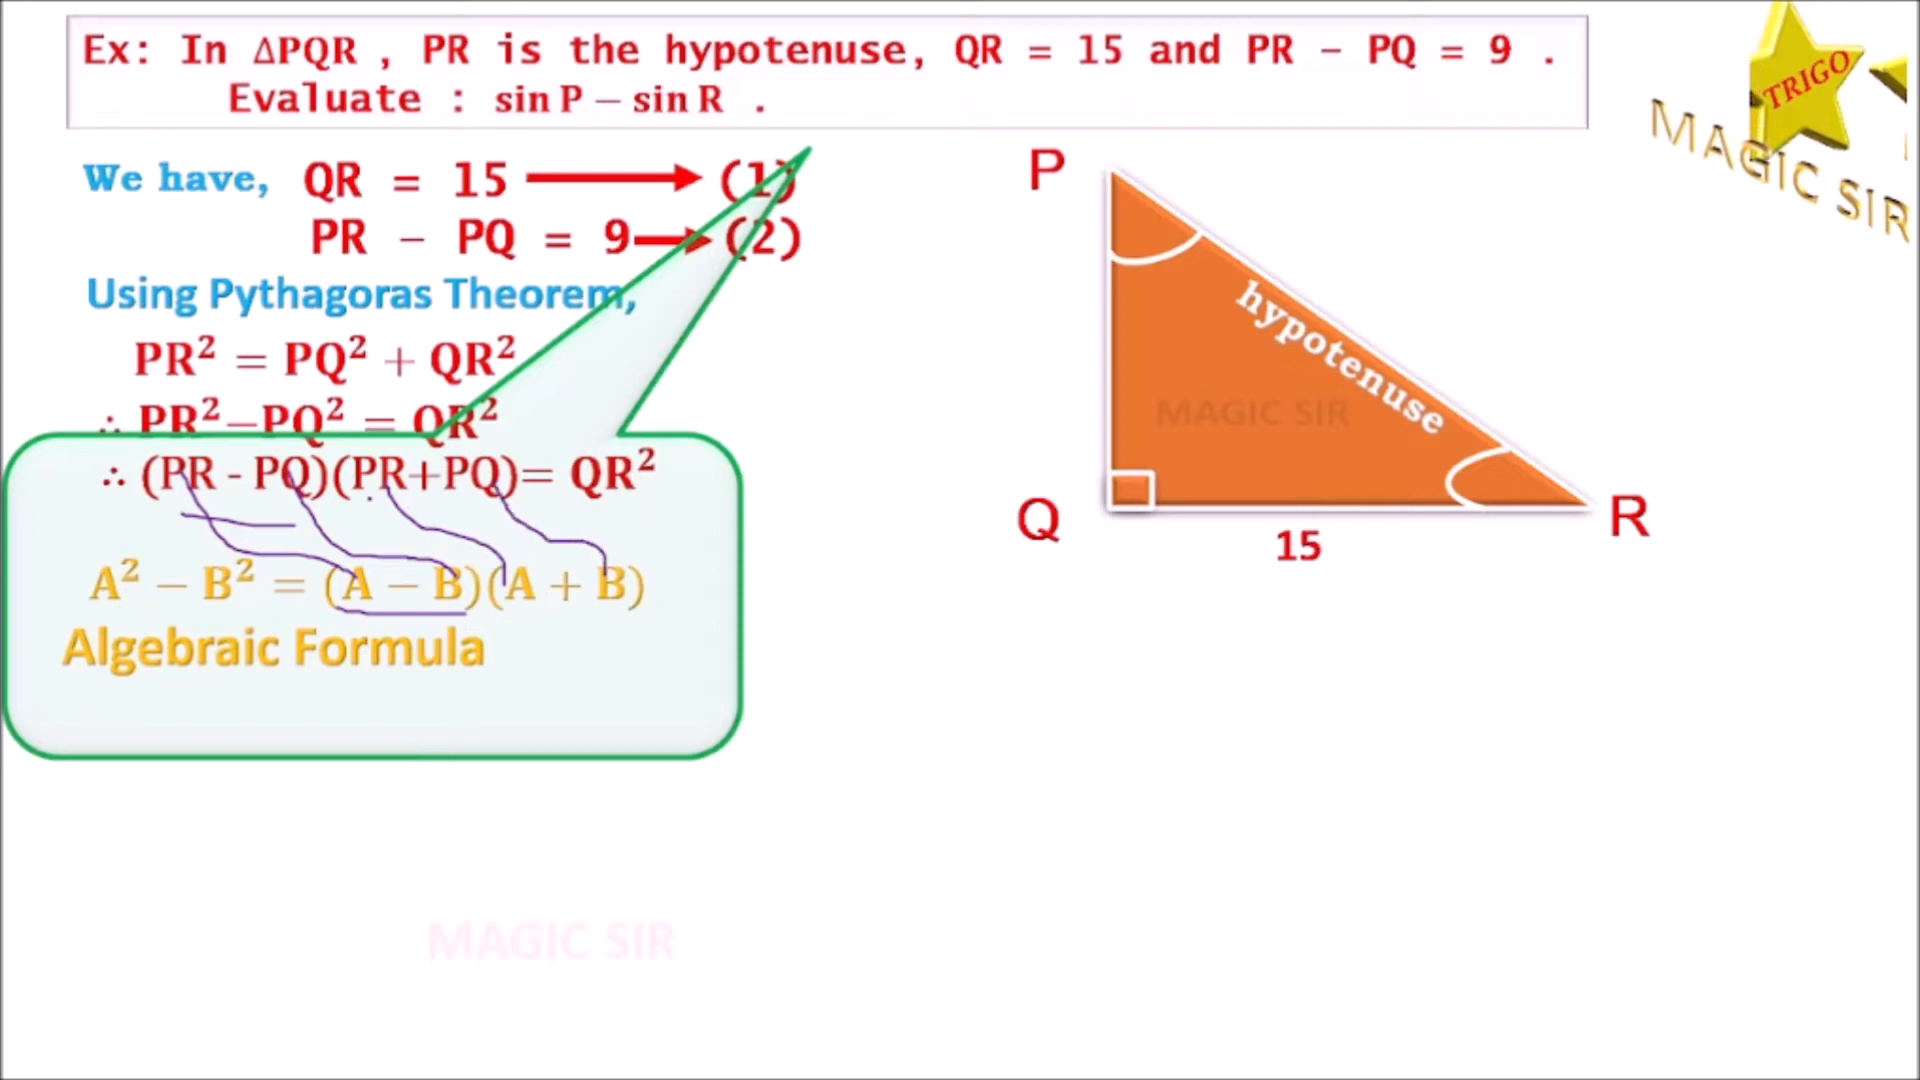 Ex: In ΔPQR , PR is the hypotenuse, QR = 15 and PR − PQ = 9 .
Evaluate : sin P − sin R .
TRIGO
MAGIC SIR
We have, QR = 15 → (1)
PR − PQ = 9 → (2)
Using Pythagoras Theorem,
PR² = PQ² + QR²
∴ PR²−PQ² = QR²
∴ (PR - PQ)(PR+PQ)= QR²
A² − B² = (A − B)(A + B)
Algebraic Formula
P
hypotenuse
MAGIC SIR
Q
R
15
MAGIC SIR